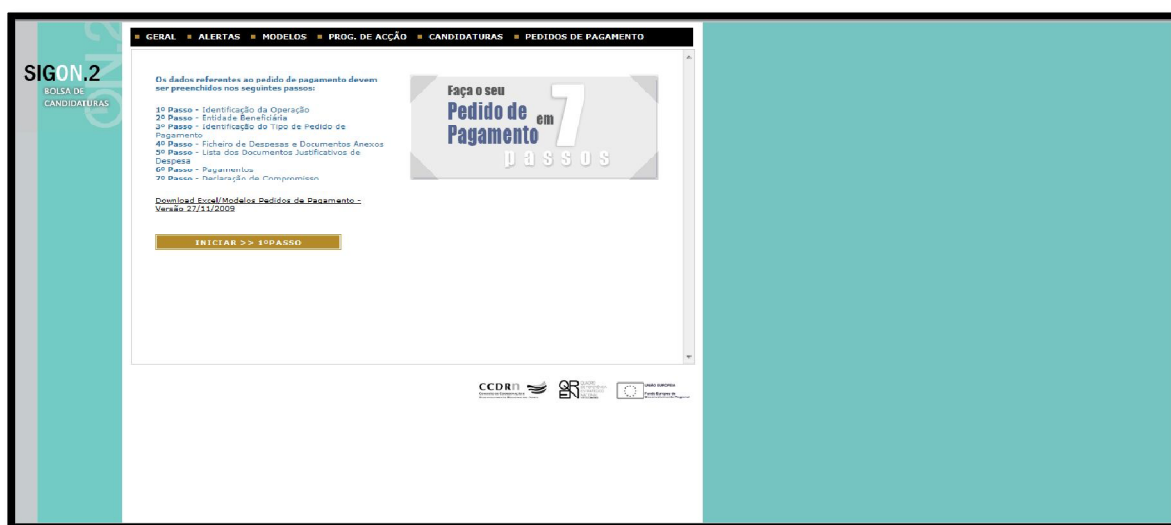 GERAL ALERTAS MODELOS PROG. DE ACÇÃO CANDIDATURAS PEDIDOS DE PAGAMENTO
ON.2
SIGON.2
BOLSA DE
CANDIDATURAS
Os dados referentes ao pedido de pagamento devem
ser preenchidos nos seguintes passos:
1º Passo - Identificação da Operação
2º Passo - Entidade Beneficiária
3º Passo - Identificação do Tipo de Pedido de
Pagamento
4º Passo - Ficheiro de Despesas e Documentos Anexos
5º Passo - Lista dos Documentos Justificativos de
Despesa
6º Passo - Pagamentos
7º Passo - Declaração de Compromisso
Download Excel/Modelos Pedidos de Pagamento -
Versão 27/11/2009
INICIAR >> 1ºPASSO
Faça o seu
Pedido de
Pagamento
em 7
passos
CCDRn
QREN
UNIÃO EUROPEIA